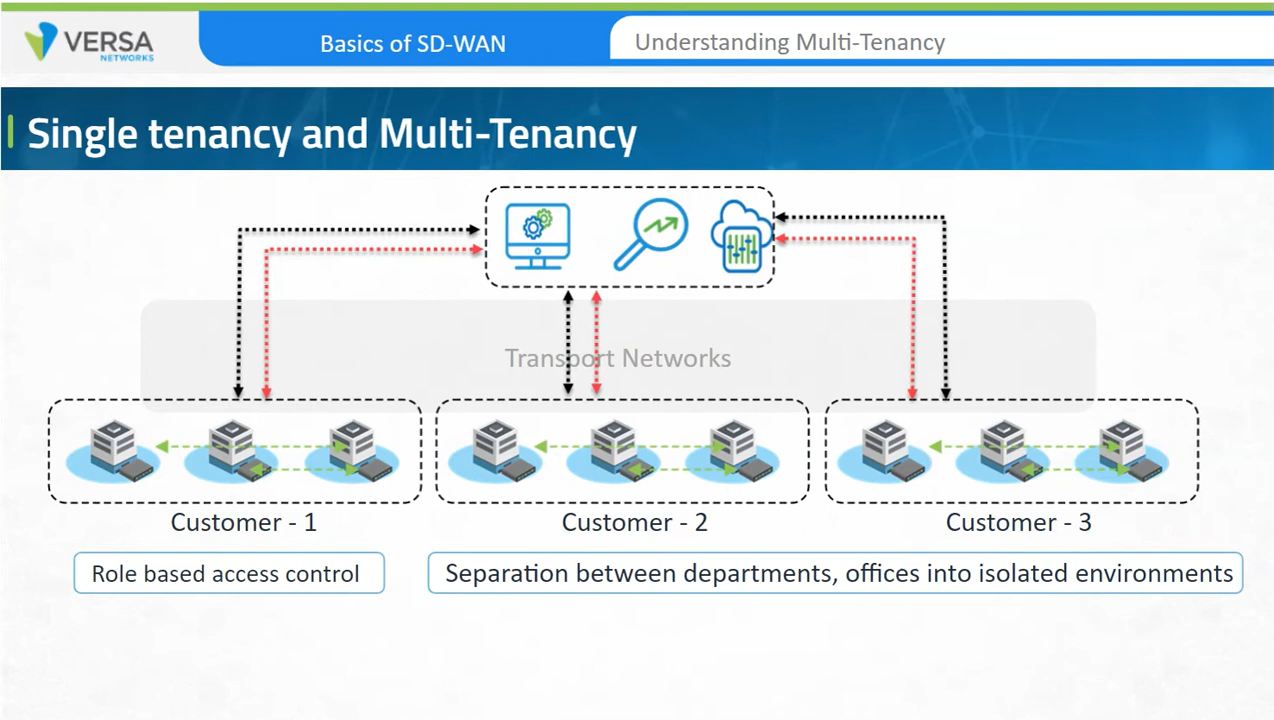 VERSA
NETWORKS
Basics of SD-WAN
Understanding Multi-Tenancy
Single tenancy and Multi-Tenancy
Transport Networks
Customer - 1
Customer - 2
Customer - 3
Role based access control
Separation between departments, offices into isolated environments